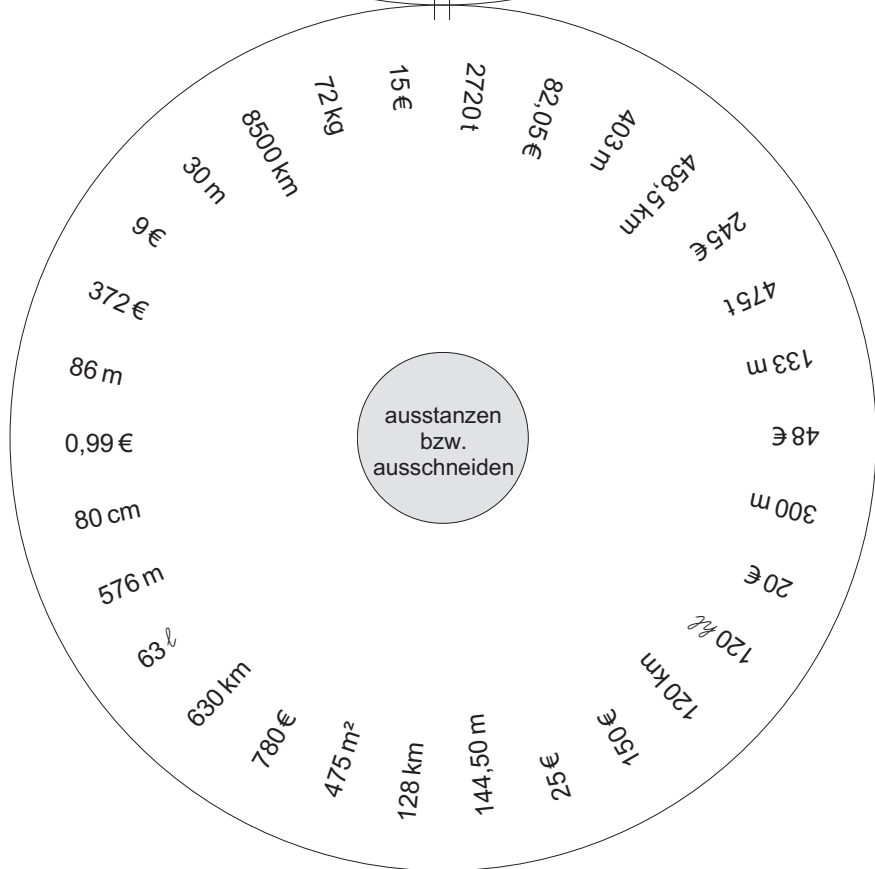 15 €
2720 t
82,05 €
403 m
458,5 km
245 €
475 t
133 m
48 €
300 m
20 €
120 hl
120 km
150 €
25 €
144,50 m
128 km
475 m²
780 €
630 km
63 l
576 m
80 cm
0,99 €
86 m
372 €
9 €
30 m
8500 km
72 kg
ausstanzen
bzw.
ausschneiden